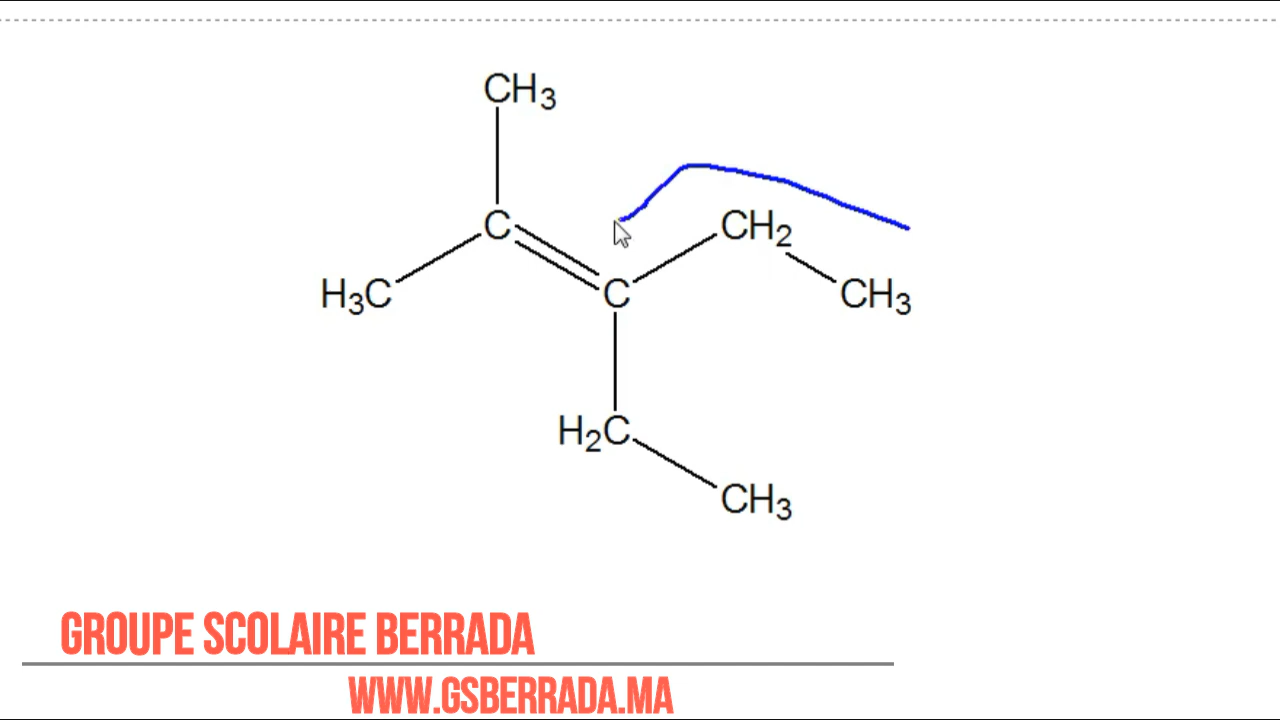 CH3
C CH2
H3C C CH3
H2C
CH3
GROUPE SCOLAIRE BERRADA
WWW.GSBERRADA.MA